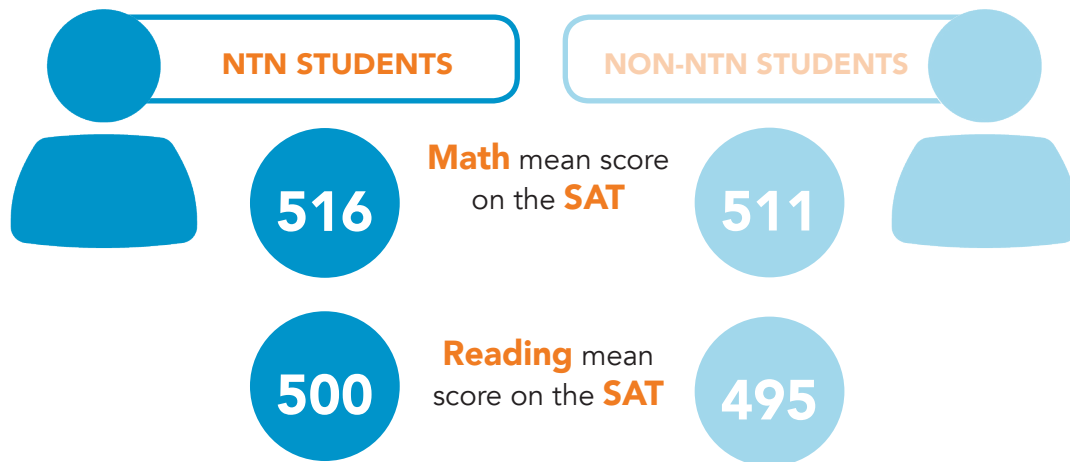 NTN STUDENTS
NON-NTN STUDENTS
516
Math mean score
on the SAT
511
500
Reading mean
score on the SAT
495